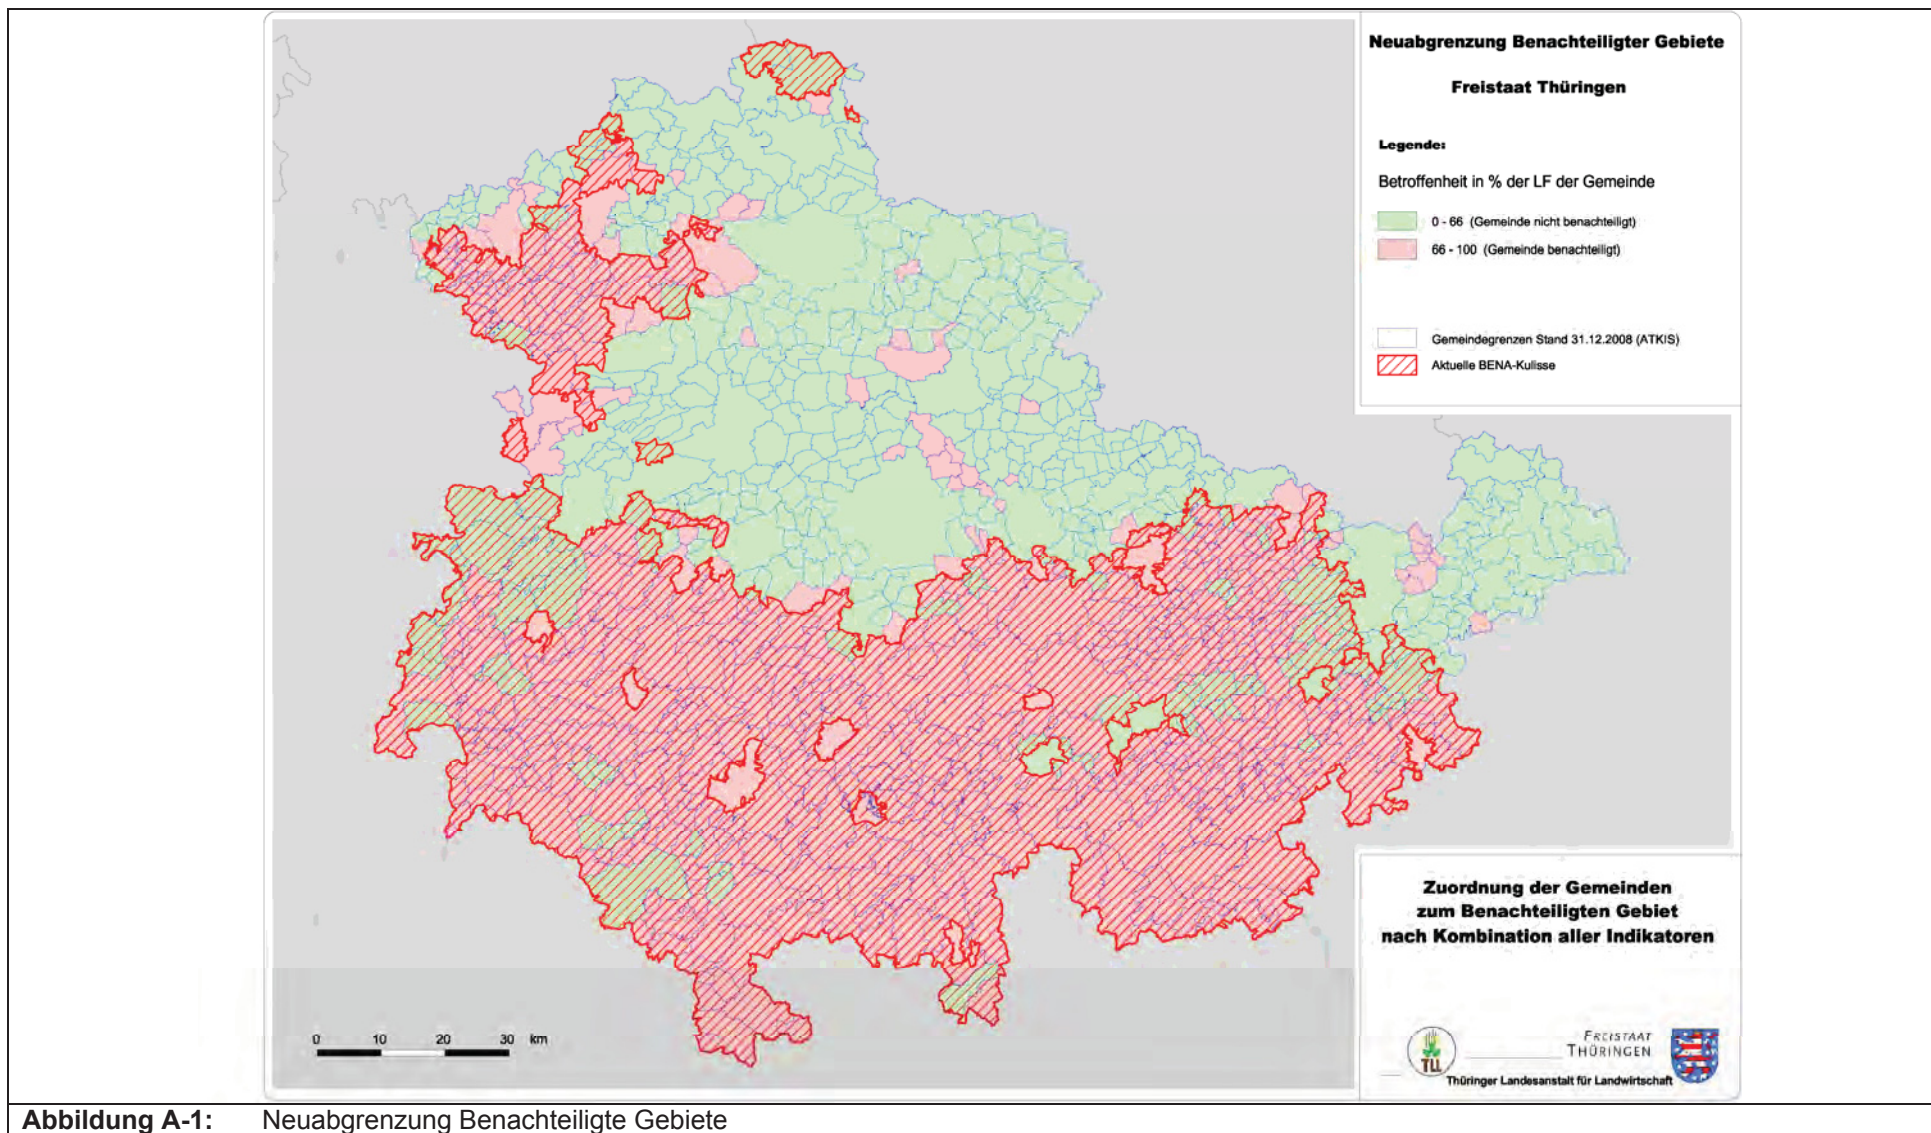 Neuabgrenzung Benachteiligter Gebiete
Freistaat Thüringen
Legende:
Betroffenheit in % der LF der Gemeinde
0 - 66 (Gemeinde nicht benachteiligt)
66 - 100 (Gemeinde benachteiligt)
Gemeindegrenzen Stand 31.12.2008 (ATKIS)
Aktuelle BENA-Kulisse
Zuordnung der Gemeinden
zum Benachteiligten Gebiet
nach Kombination aller Indikatoren
0 10 20 30 km
FREISTAAT
THÜRINGEN
TLL
Thüringer Landesanstalt für Landwirtschaft
Abbildung A-1: Neuabgrenzung Benachteiligte Gebiete